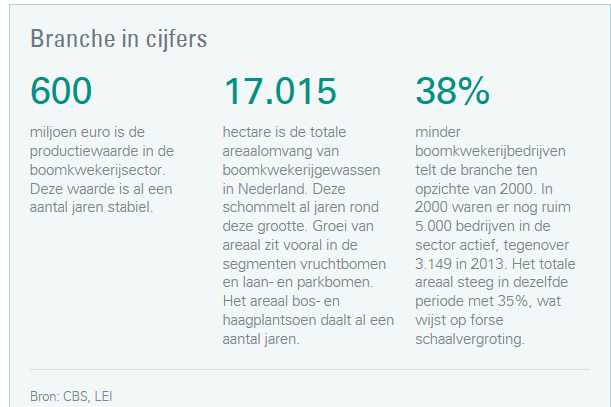 Branche in cijfers
600
miljoen euro is de
productiewaarde in de
boomkwekerijsector.
Deze waarde is al een
aantal jaren stabiel.
17.015
hectare is de totale
areaalomvang van
boomkwekerijgewassen
in Nederland. Deze
schommelt al jaren rond
deze grootte. Groei van
areaal zit vooral in de
segmenten vruchtbomen
en laan- en parkbomen.
Het areaal bos- en
haagplantsoen daalt al een
aantal jaren.
38%
minder
boomkwekerijbedrijven
telt de branche ten
opzichte van 2000. In
2000 waren er nog ruim
5.000 bedrijven in de
sector actief, tegenover
3.149 in 2013. Het totale
areaal steeg in dezelfde
periode met 35%, wat
wijst op forse
schaalvergroting.
Bron: CBS, LEI